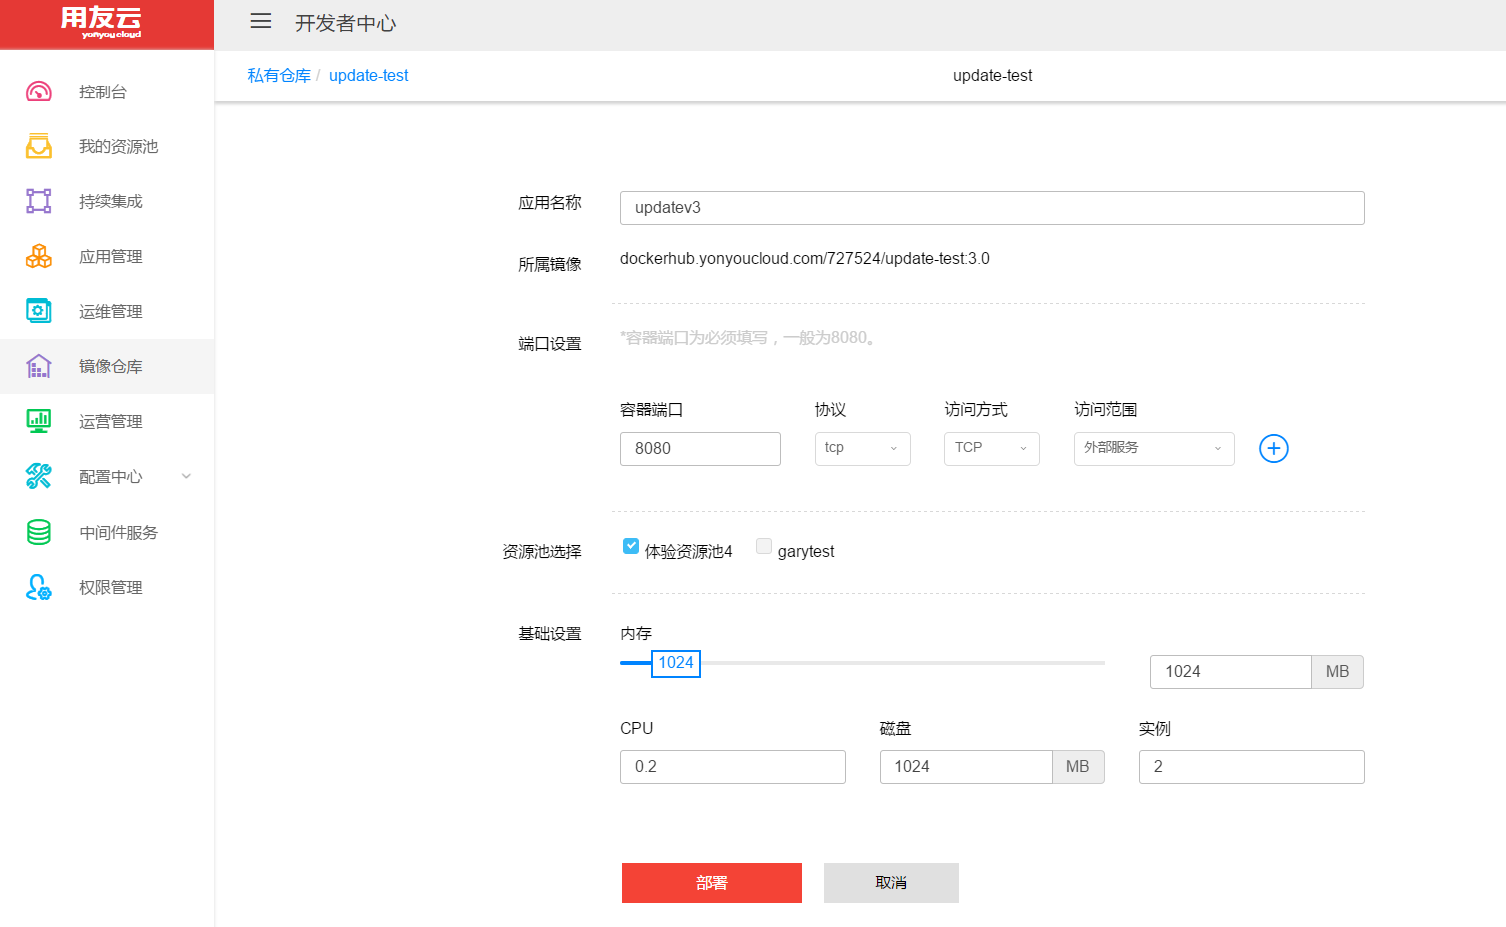 用友云
yonyou cloud
开发者中心
私有仓库 / update-test
update-test
控制台
我的资源池
持续集成
应用管理
运维管理
镜像仓库
运营管理
配置中心
中间件服务
权限管理
应用名称
updatev3
所属镜像
dockerhub.yonyoucloud.com/727524/update-test:3.0
端口设置
*容器端口为必须填写，一般为8080。
容器端口 协议 访问方式 访问范围
8080 tcp TCP 外部服务
资源池选择
体验资源池4 garytest
基础设置
内存
1024
1024 MB
CPU 磁盘 实例
0.2 1024 MB 2
部署 取消